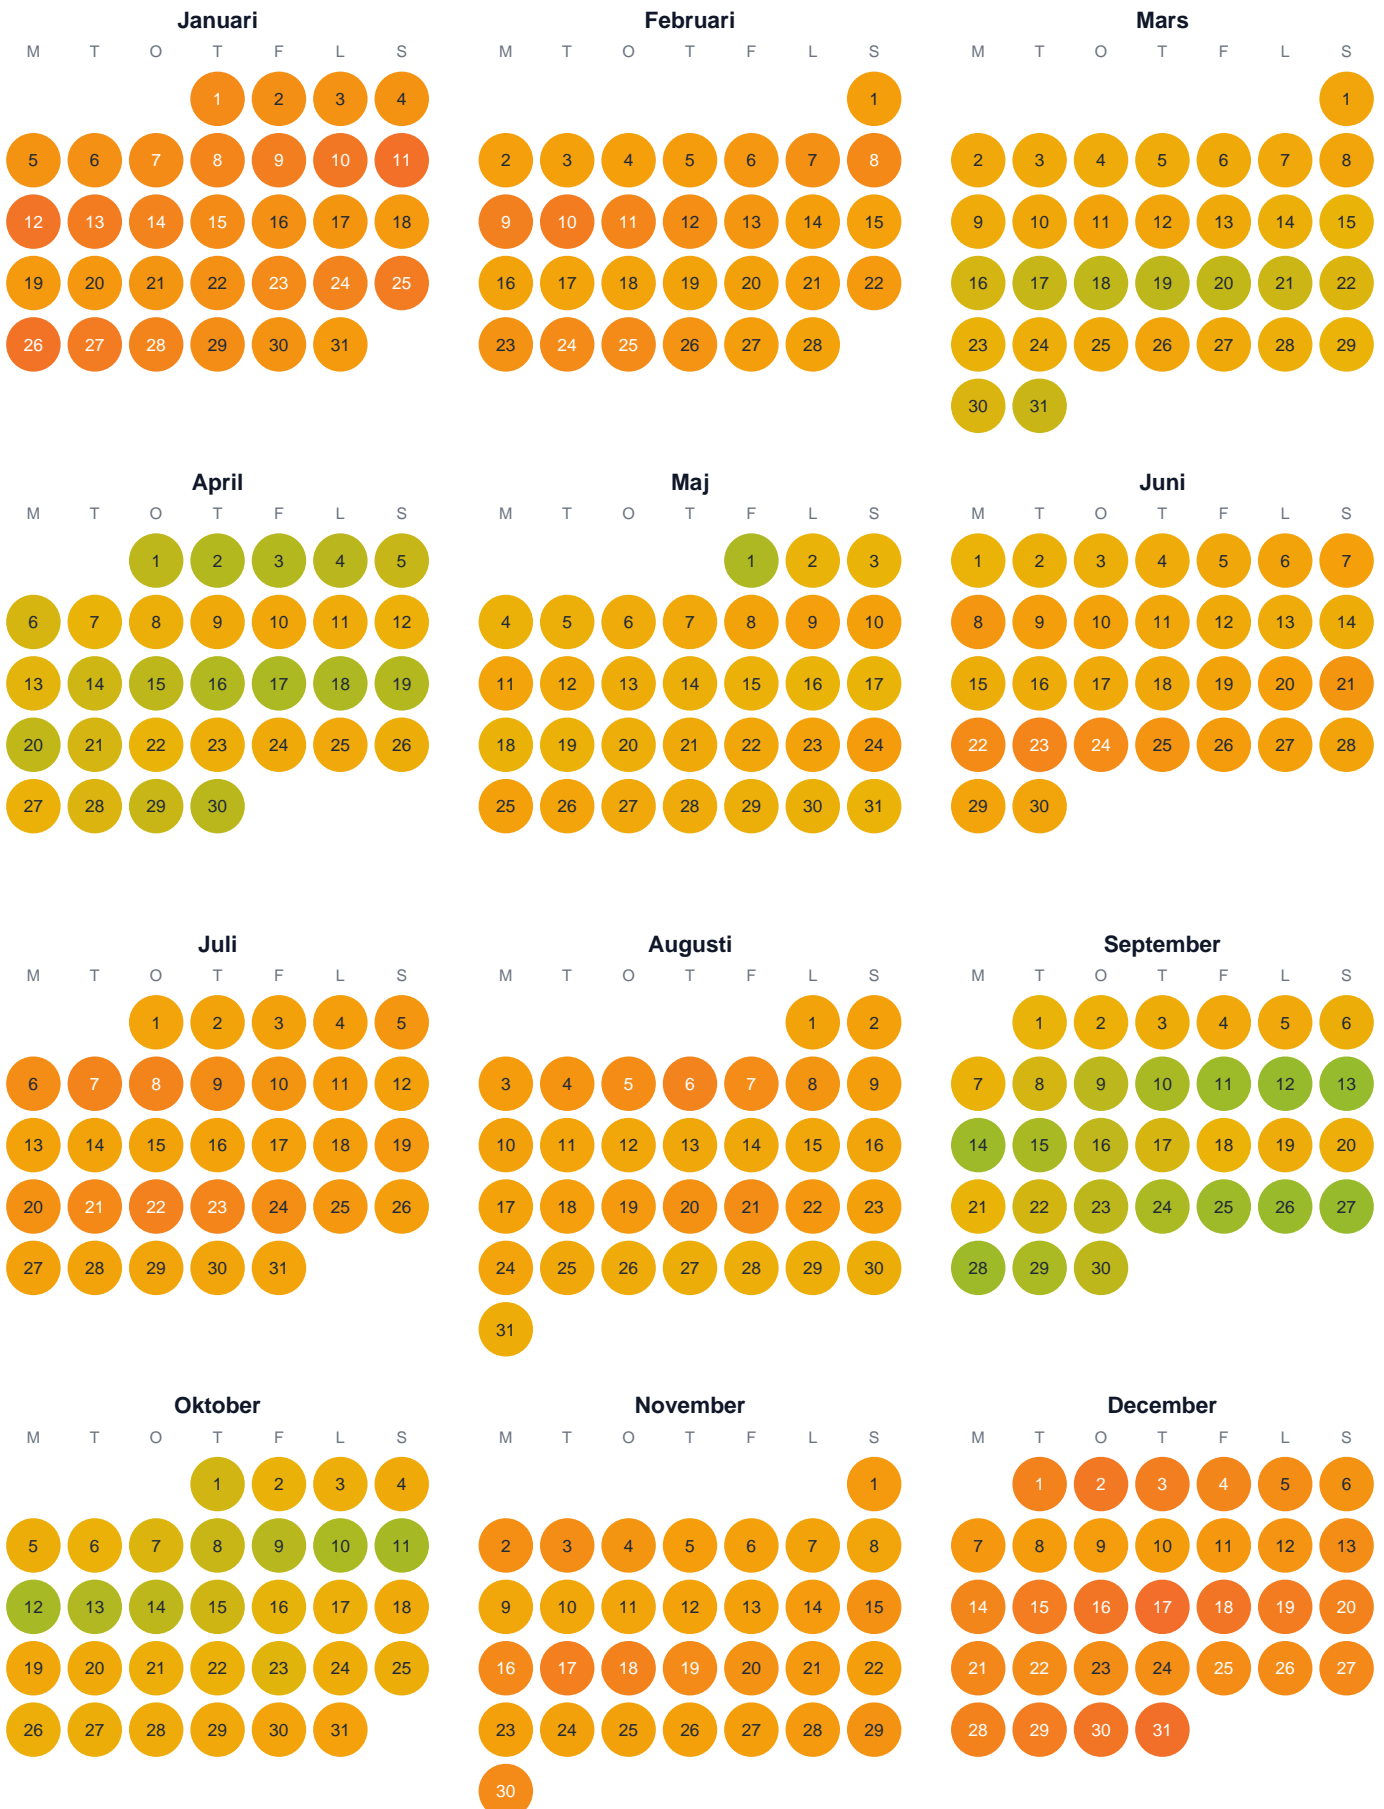 Januari Februari Mars
M T O T F L S M T O T F L S M T O T F L S
1 2 3 4 1 1
5 6 7 8 9 10 11 2 3 4 5 6 7 8 2 3 4 5 6 7 8
12 13 14 15 16 17 18 9 10 11 12 13 14 15 9 10 11 12 13 14 15
19 20 21 22 23 24 25 16 17 18 19 20 21 22 16 17 18 19 20 21 22
26 27 28 29 30 31 23 24 25 26 27 28 23 24 25 26 27 28 29
30 31
April Maj Juni
M T O T F L S M T O T F L S M T O T F L S
1 2 3 4 5 1 2 3 1 2 3 4 5 6 7
6 7 8 9 10 11 12 4 5 6 7 8 9 10 8 9 10 11 12 13 14
13 14 15 16 17 18 19 11 12 13 14 15 16 17 15 16 17 18 19 20 21
20 21 22 23 24 25 26 18 19 20 21 22 23 24 22 23 24 25 26 27 28
27 28 29 30 25 26 27 28 29 30 31 29 30
Juli Augusti September
M T O T F L S M T O T F L S M T O T F L S
1 2 3 4 5 1 2 1 2 3 4 5 6
6 7 8 9 10 11 12 3 4 5 6 7 8 9 7 8 9 10 11 12 13
13 14 15 16 17 18 19 10 11 12 13 14 15 16 14 15 16 17 18 19 20
20 21 22 23 24 25 26 17 18 19 20 21 22 23 21 22 23 24 25 26 27
27 28 29 30 31 24 25 26 27 28 29 30 28 29 30
31
Oktober November December
M T O T F L S M T O T F L S M T O T F L S
1 2 3 4 1 1 2 3 4 5 6
5 6 7 8 9 10 11 2 3 4 5 6 7 8 7 8 9 10 11 12 13
12 13 14 15 16 17 18 9 10 11 12 13 14 15 14 15 16 17 18 19 20
19 20 21 22 23 24 25 16 17 18 19 20 21 22 21 22 23 24 25 26 27
26 27 28 29 30 31 23 24 25 26 27 28 29 28 29 30 31
30